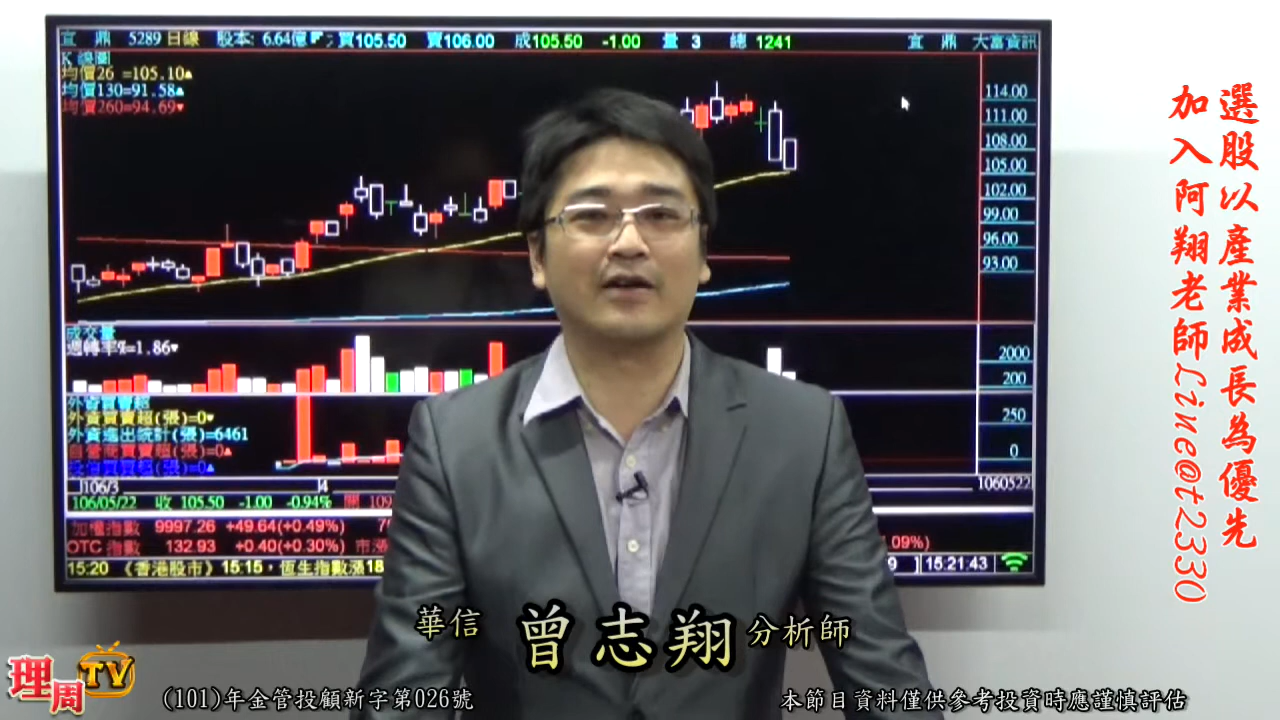 宜 鼎 5289 日線 股本: 6.64億 買105.50 賣106.00 成105.50 -1.00 量 3 總 1241 宜 鼎 大富資訊
K 線圖
均價26 =105.10▲
均價130=91.58▲
均價260=94.69▼
114.00
111.00
108.00
105.00
102.00
99.00
96.00
93.00
成交量
週轉率%=1.86▼
2000
200
外資買賣超
外資買賣超(張)=0▼
外資進出統計(張)=6461
自營商買賣超(張)=0▲
投信買賣超(張)=0▲
250
0
106/3
4
1060522
106/05/22 收 105.50 -1.00 -0.94% 開 109
加權指數 9997.26 +49.64(+0.49%)
OTC 指數 132.93 +0.40(+0.30%) 市漲
.09%)
15:20 《香港股市》15:15，恆生指數漲18
15:21:43
選股以產業成長為優先
加入阿翔老師Line@t2330
華信 曾志翔 分析師
理周TV
(101)年金管投顧新字第026號
本節目資料僅供參考投資時應謹慎評估